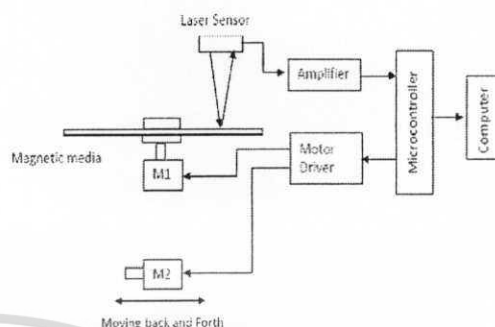 Laser Sensor
Amplifier
Microcontroller
Computer
Magnetic media
M1
Motor
Driver
M2
Moving back and Forth